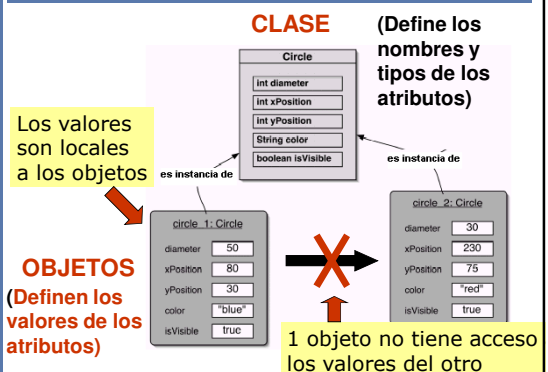 CLASE
(Define los
nombres y
tipos de los
atributos)
Circle
int diameter
int xPosition
int yPosition
String color
boolean isVisible
Los valores
son locales
a los objetos
es instancia de
es instancia de
circle_1: Circle
diameter 50
xPosition 80
yPosition 30
color "blue"
isVisible true
circle_2: Circle
diameter 30
xPosition 230
yPosition 75
color "red"
isVisible true
OBJETOS
(Definen los
valores de los
atributos)
1 objeto no tiene acceso
los valores del otro